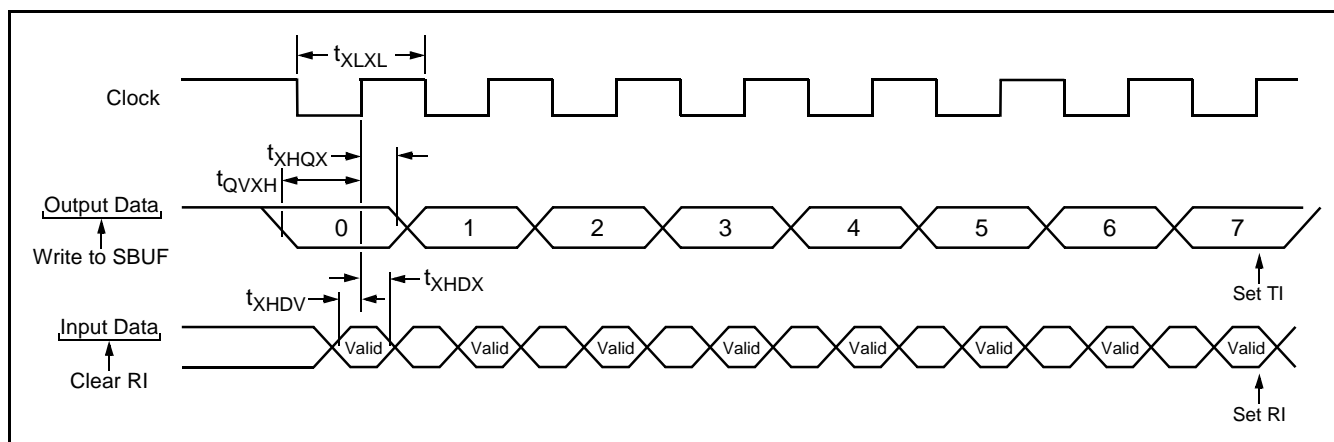 tXLXL
Clock
tXHQX
tQVXH
Output Data
0 1 2 3 4 5 6 7
Write to SBUF
Set TI
tXHDV
tXHDX
Input Data
Valid Valid Valid Valid Valid Valid Valid Valid
Clear RI
Set RI